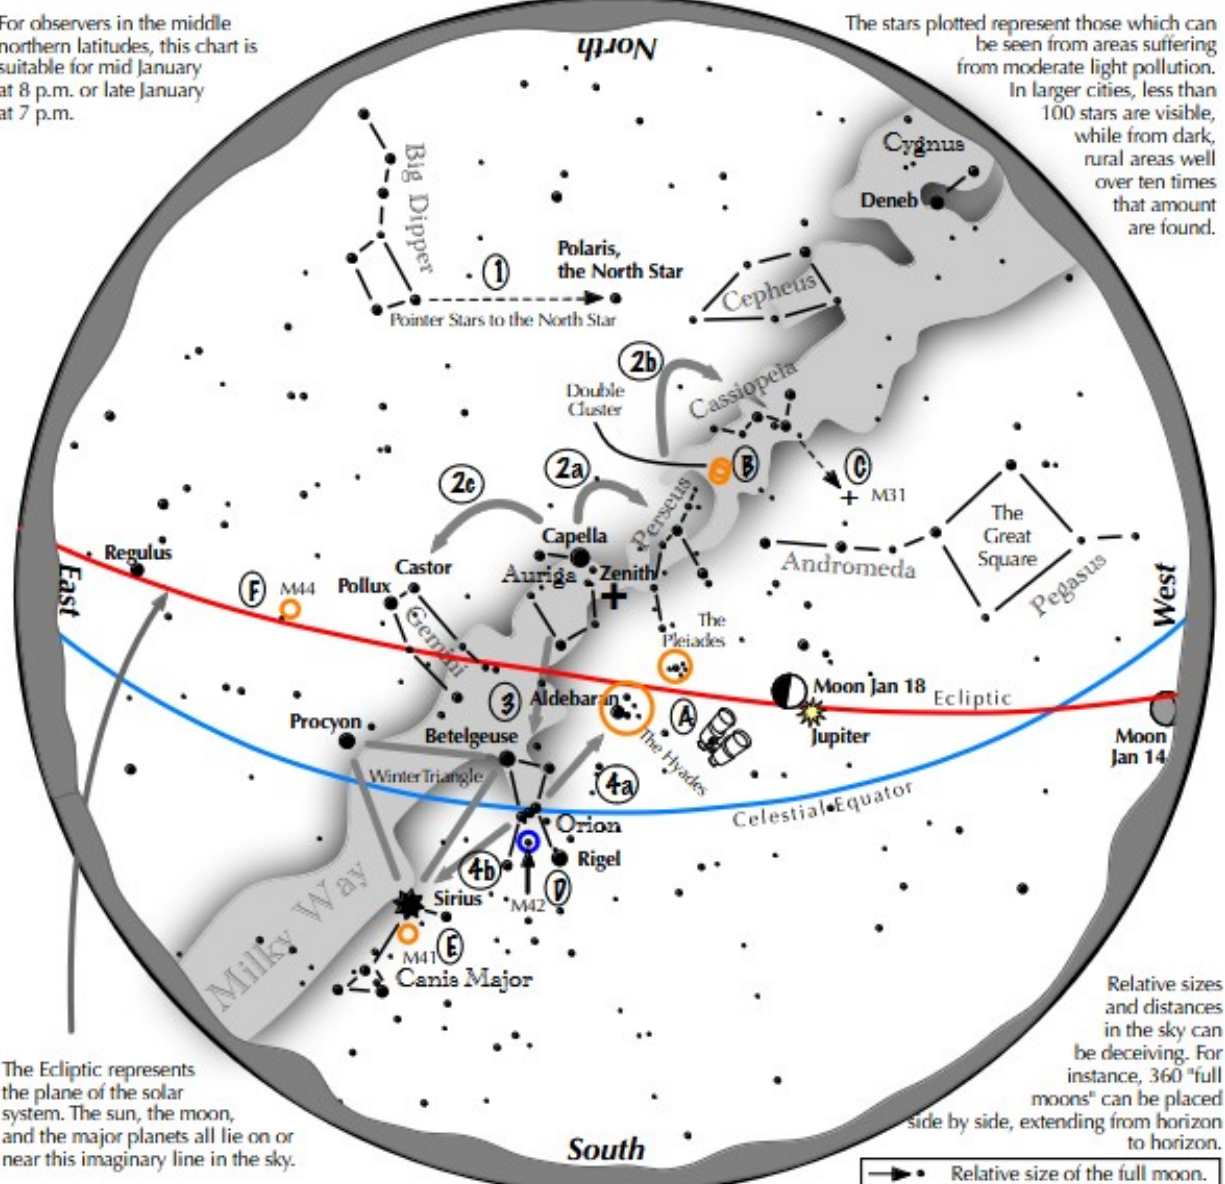 For observers in the middle
northern latitudes, this chart is
suitable for mid January
at 8 p.m. or late January
at 7 p.m.
North
The stars plotted represent those which can
be seen from areas suffering
from moderate light pollution.
In larger cities, less than
100 stars are visible,
while from dark,
rural areas well
over ten times
that amount
are found.
Cygnus
Deneb
Big Dipper
1
Polaris,
the North Star
Pointer Stars to the North Star
Cepheus
2b
Cassiopeia
Double
Cluster
B
C
M31
2a
2c
Perseus
The
Great
Square
Andromeda
Pegasus
Capella
Auriga
Zenith
Regulus
East
F
M44
Castor
Pollux
Gemini
The
Pleiades
West
3
Aldebaran
A
The Hyades
Moon Jan 18
Jupiter
Ecliptic
Moon
Jan 14
Procyon
Betelgeuse
Winter Triangle
4a
Celestial Equator
Orion
Rigel
4b
D
M42
Sirius
M41
E
Canis Major
Milky Way
The Ecliptic represents
the plane of the solar
system. The sun, the moon,
and the major planets all lie on or
near this imaginary line in the sky.
South
Relative sizes
and distances
in the sky can
be deceiving. For
instance, 360 "full
moons" can be placed
side by side, extending from horizon
to horizon.
Relative size of the full moon.